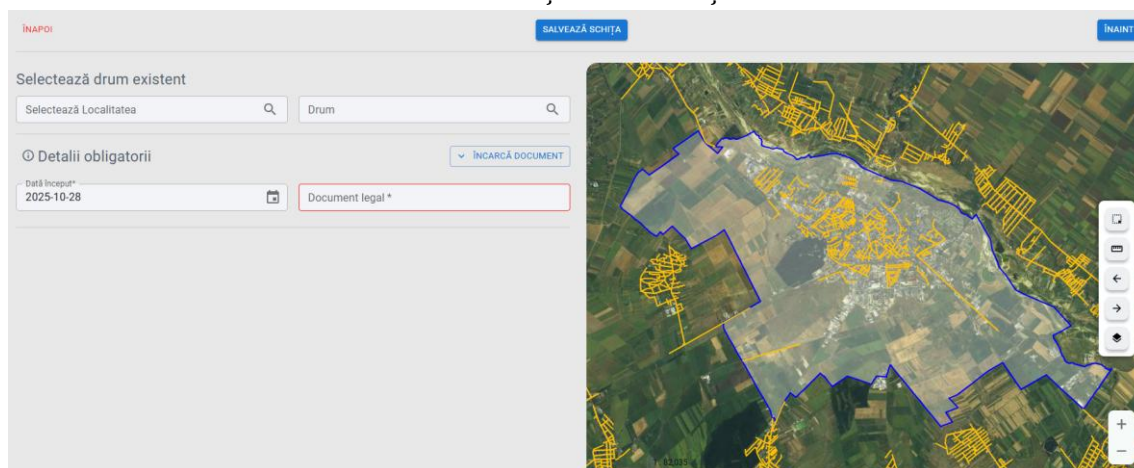 ÎNAPOI
SALVEAZĂ SCHIȚA
ÎNAINT
Selectează drum existent
Selectează Localitatea
Drum
Detalii obligatorii
ÎNCARCĂ DOCUMENT
Dată început*
2025-10-28
Document legal *